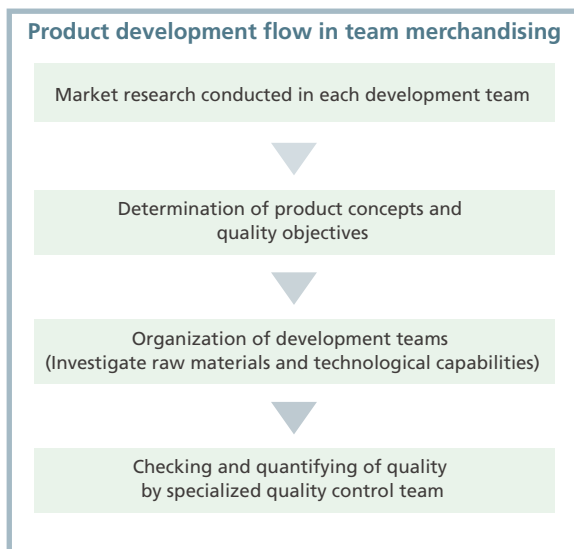 Product development flow in team merchandising
Market research conducted in each development team
Determination of product concepts and
quality objectives
Organization of development teams
(Investigate raw materials and technological capabilities)
Checking and quantifying of quality
by specialized quality control team